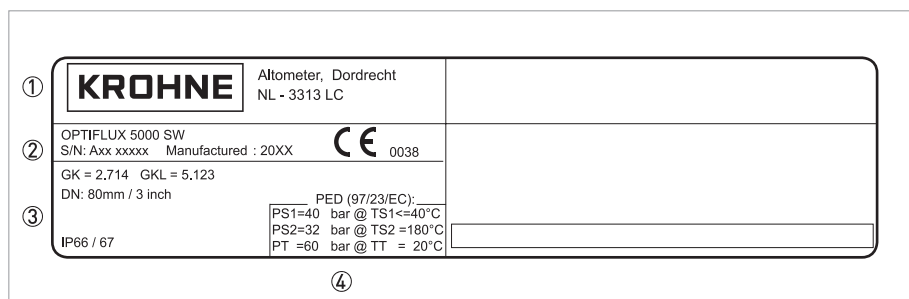 ①
KROHNE
Altometer, Dordrecht
NL - 3313 LC
②
OPTIFLUX 5000 SW
S/N: Axx xxxxx Manufactured : 20XX
CE 0038
③
GK = 2.714 GKL = 5.123
DN: 80mm / 3 inch
IP66 / 67
PED (97/23/EC):
PS1=40 bar @ TS1<=40°C
PS2=32 bar @ TS2 =180°C
PT =60 bar @ TT = 20°C
④